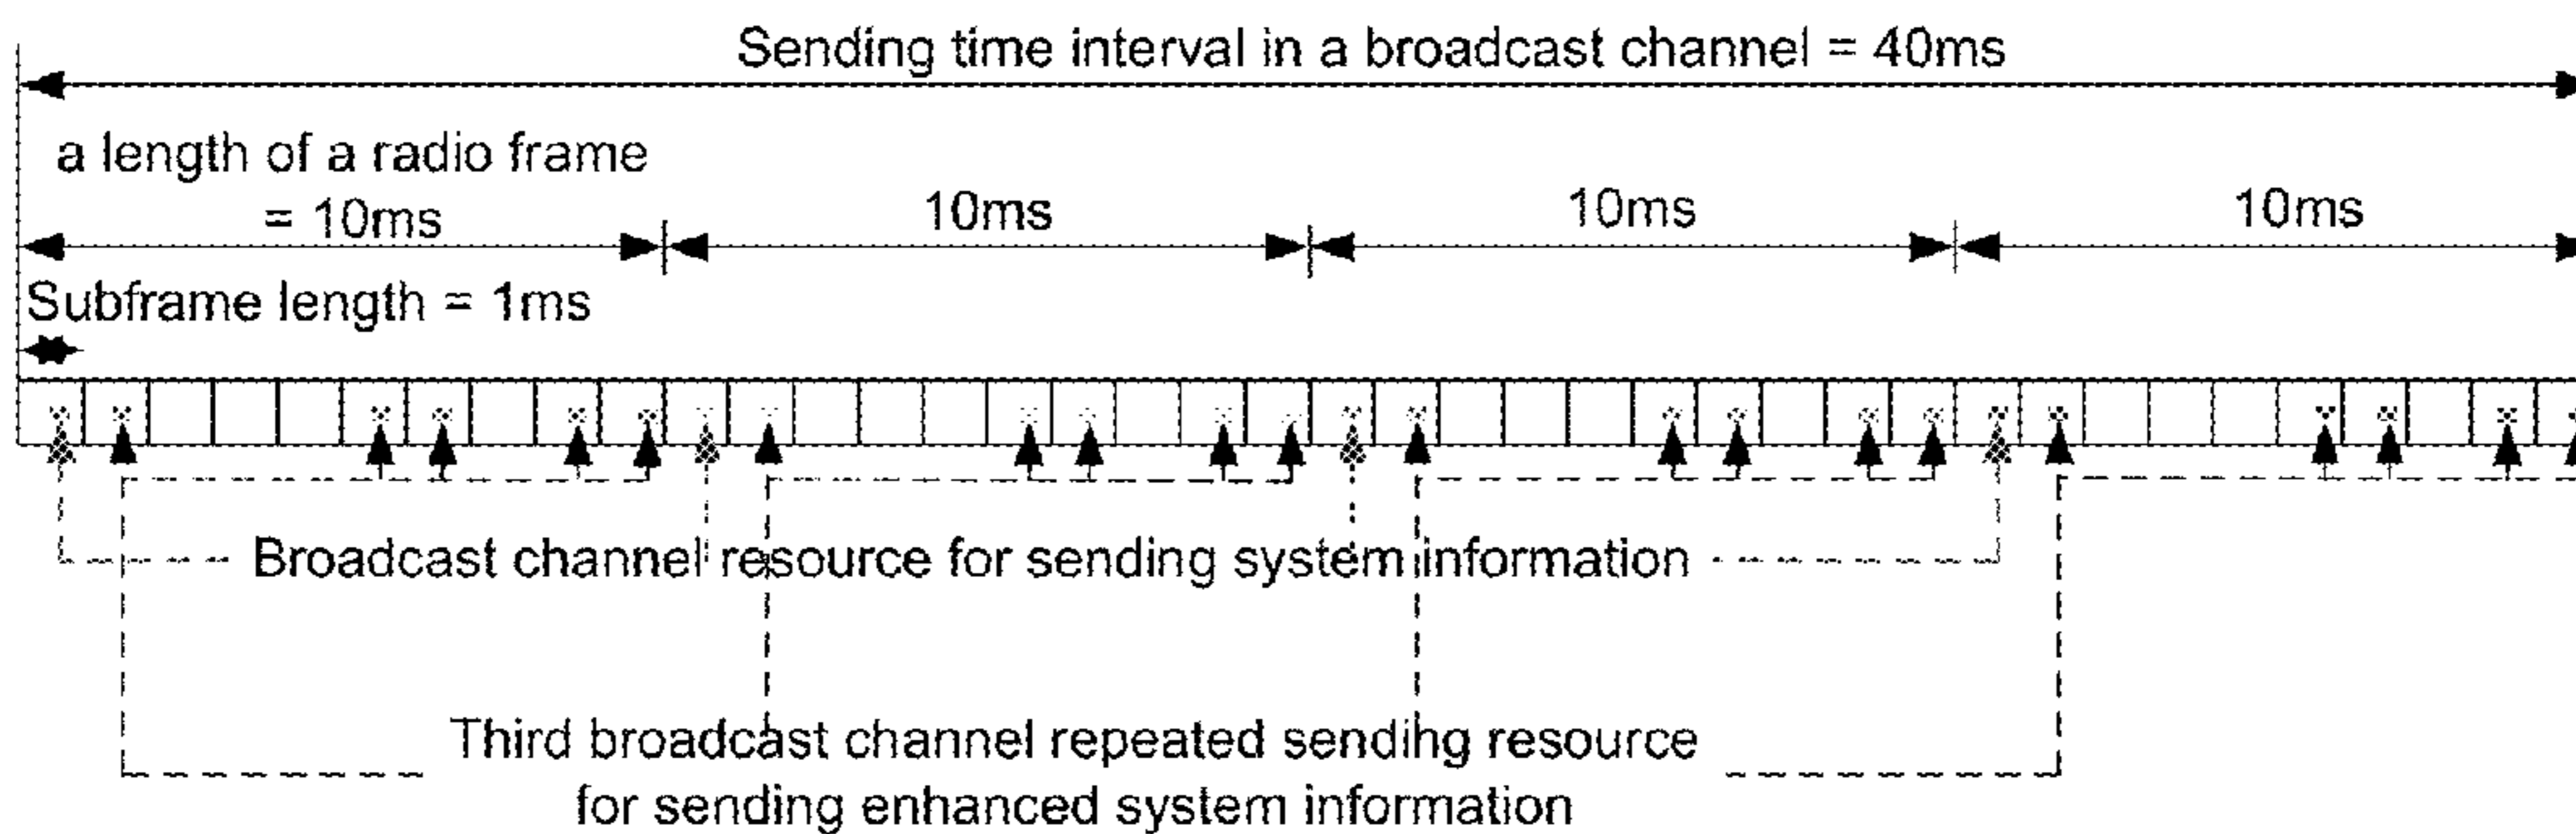 Sending time interval in a broadcast channel = 40ms
a length of a radio frame
= 10ms
10ms
10ms
10ms
Subframe length = 1ms
Broadcast channel resource for sending system information
Third broadcast channel repeated sending resource
for sending enhanced system information